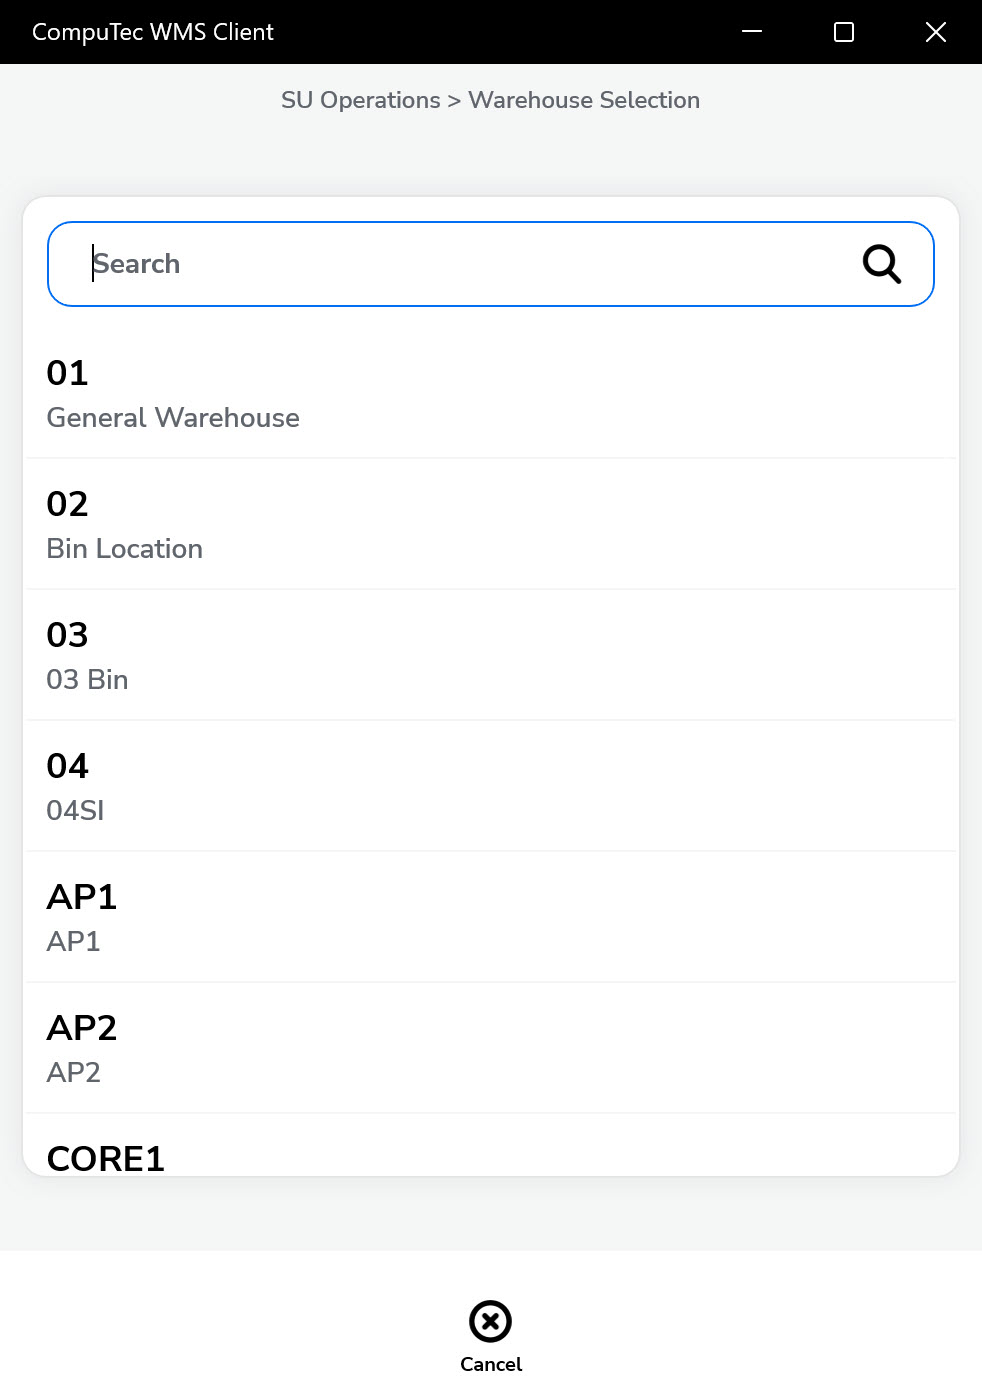 CompuTec WMS Client
SU Operations > Warehouse Selection
Search
01
General Warehouse
02
Bin Location
03
03 Bin
04
04SI
AP1
AP1
AP2
AP2
CORE1
Cancel